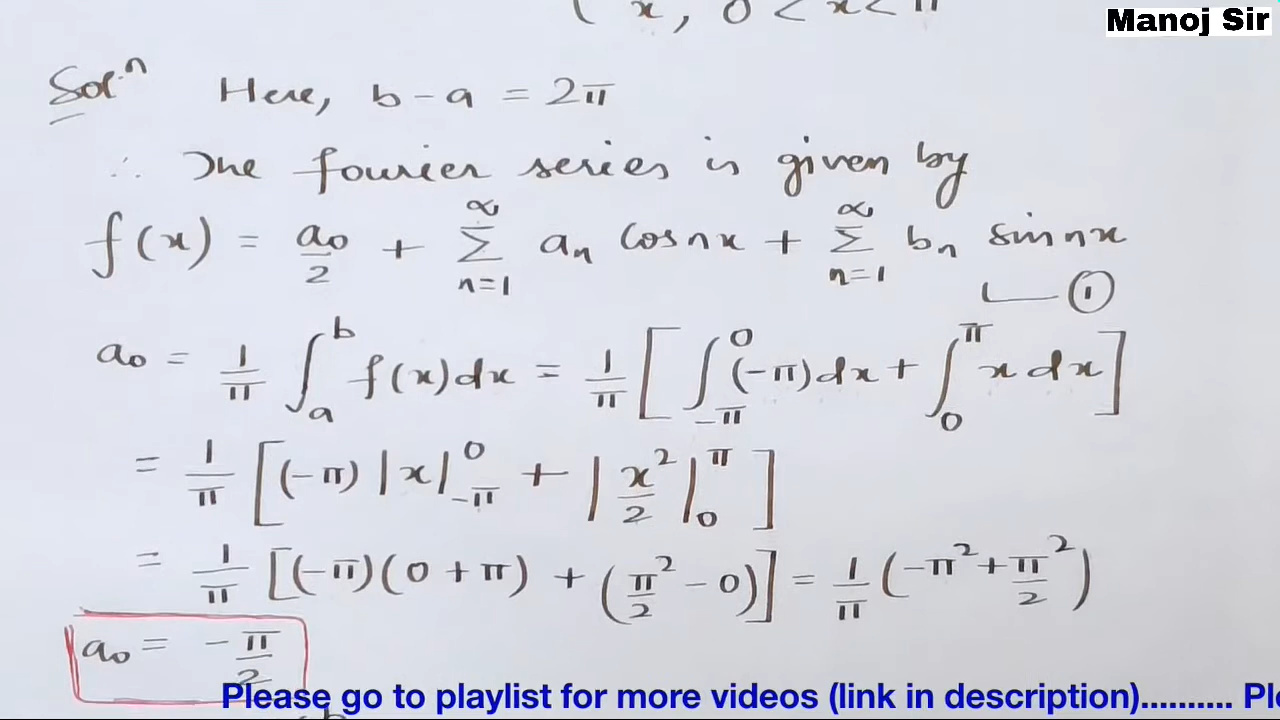 ( x, 0 < x < π
Manoj Sir
Solⁿ Here, b - a = 2π
∴ The fourier series is given by
f(x) = a₀/2 + ∑_{n=1}^{∞} aₙ cos nx + ∑_{n=1}^{∞} bₙ sin nx
①
a₀ = 1/π ∫_a^b f(x) dx = 1/π [ ∫_{-π}^0 (-π) dx + ∫_0^π x dx ]
= 1/π [ (-π) |x|_{-π}^0 + |x²/2|_0^π ]
= 1/π [ (-π)(0 + π) + (π²/2 - 0) ] = 1/π (-π² + π²/2)
a₀ = - π/2
Please go to playlist for more videos (link in description).......... Pl